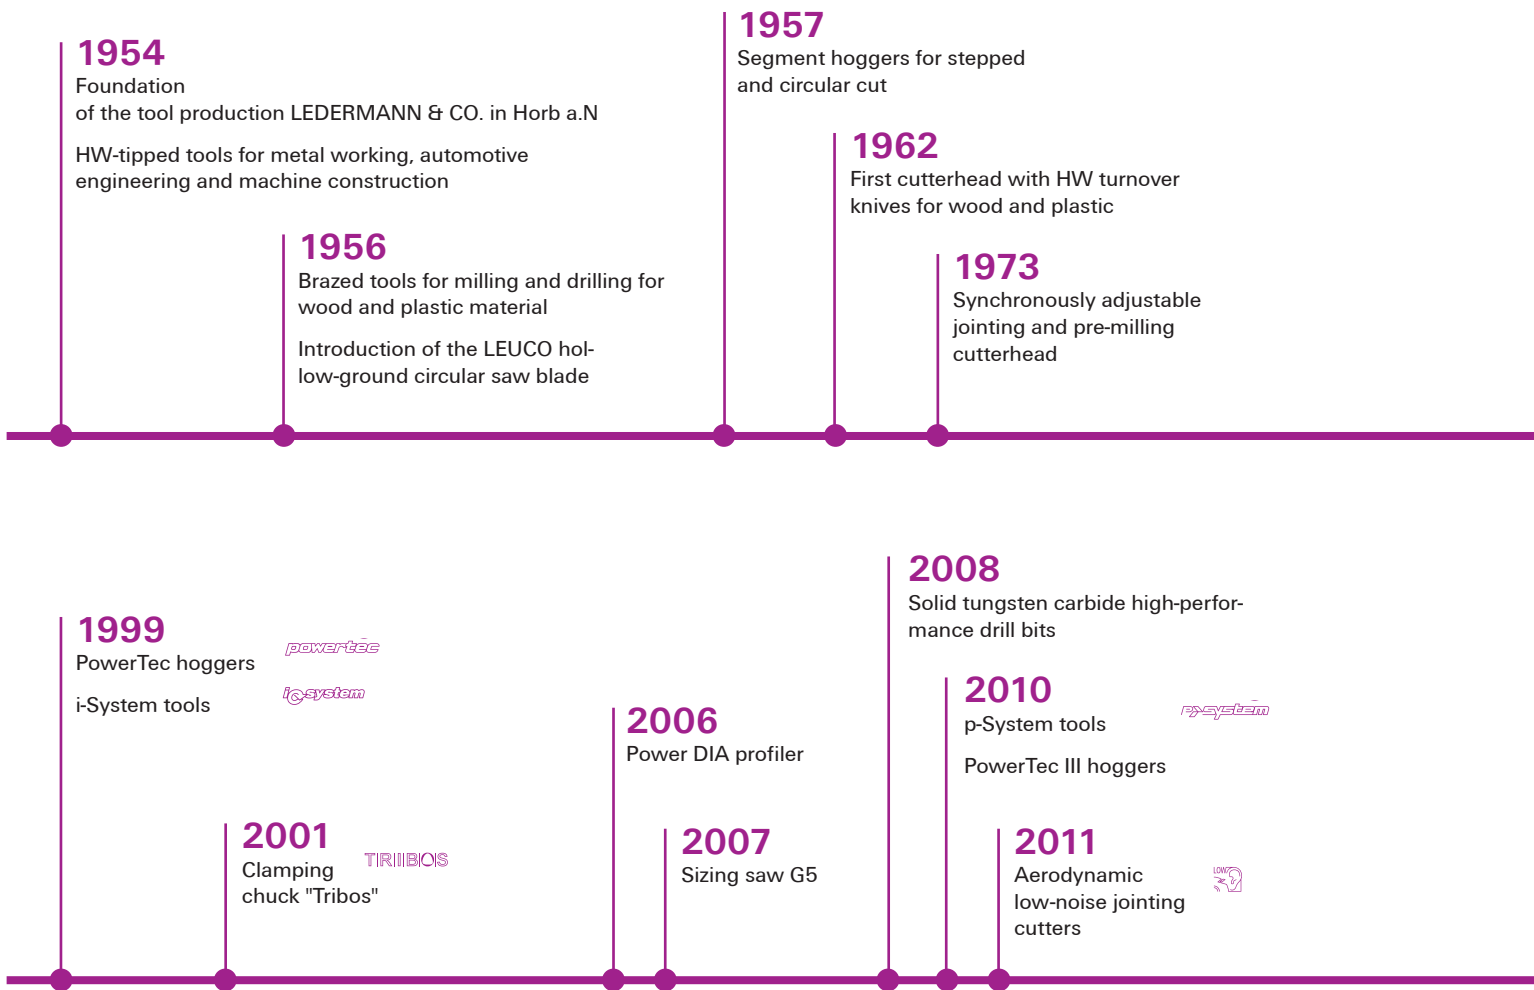 1954
Foundation
of the tool production LEDERMANN & CO. in Horb a.N
HW-tipped tools for metal working, automotive
engineering and machine construction
1956
Brazed tools for milling and drilling for
wood and plastic material
Introduction of the LEUCO hol-
low-ground circular saw blade
1957
Segment hoggers for stepped
and circular cut
1962
First cutterhead with HW turnover
knives for wood and plastic
1973
Synchronously adjustable
jointing and pre-milling
cutterhead
1999
PowerTec hoggers
powertec
i-System tools
i-system
2001
Clamping
chuck "Tribos"
TRIBOS
2006
Power DIA profiler
2007
Sizing saw G5
2008
Solid tungsten carbide high-perfor-
mance drill bits
2010
p-System tools
p-system
PowerTec III hoggers
2011
Aerodynamic
low-noise jointing
cutters
LOW